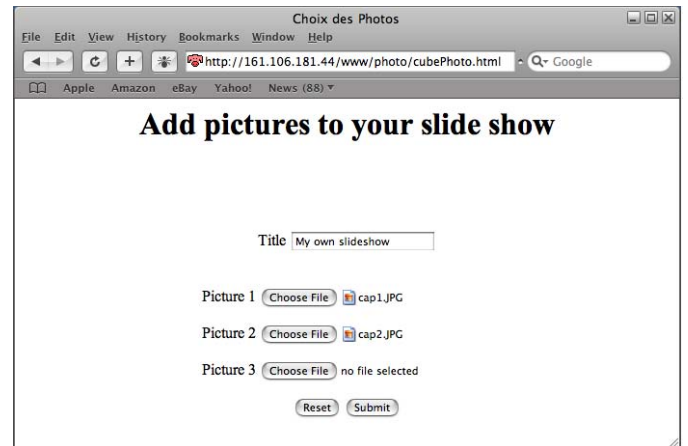 Choix des Photos
File Edit View History Bookmarks Window Help
http://161.106.181.44/www/photo/cubePhoto.html Google
Apple Amazon eBay Yahoo! News (88)
Add pictures to your slide show
Title My own slideshow
Picture 1 Choose File cap1.JPG
Picture 2 Choose File cap2.JPG
Picture 3 Choose File no file selected
Reset Submit